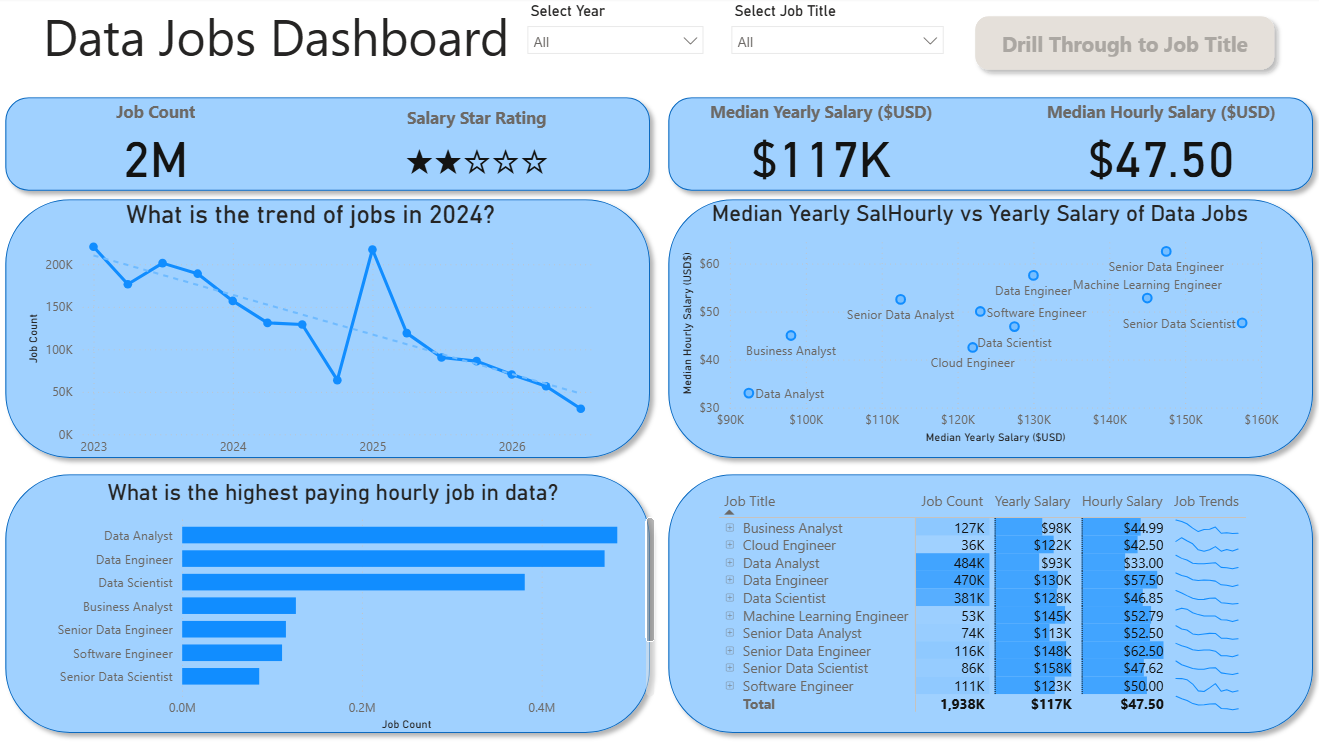 Data Jobs Dashboard
Select Year
All
Select Job Title
All
Drill Through to Job Title
Job Count
2M
Salary Star Rating
★★☆☆☆
Median Yearly Salary ($USD)
$117K
Median Hourly Salary ($USD)
$47.50
What is the trend of jobs in 2024?
Job Count
200K
150K
100K
50K
0K
2023 2024 2025 2026
Median Yearly SalHourly vs Yearly Salary of Data Jobs
Median Hourly Salary (USD$)
$60
$50
$40
$30
Senior Data Engineer
Machine Learning Engineer
Data Engineer
Senior Data Analyst
Software Engineer
Senior Data Scientist
Data Scientist
Business Analyst
Cloud Engineer
Data Analyst
$90K $100K $110K $120K $130K $140K $150K $160K
Median Yearly Salary ($USD)
What is the highest paying hourly job in data?
Data Analyst
Data Engineer
Data Scientist
Business Analyst
Senior Data Engineer
Software Engineer
Senior Data Scientist
0.0M 0.2M 0.4M
Job Count
Job Title Job Count Yearly Salary Hourly Salary Job Trends
Business Analyst 127K $98K $44.99
Cloud Engineer 36K $122K $42.50
Data Analyst 484K $93K $33.00
Data Engineer 470K $130K $57.50
Data Scientist 381K $128K $46.85
Machine Learning Engineer 53K $145K $52.79
Senior Data Analyst 74K $113K $52.50
Senior Data Engineer 116K $148K $62.50
Senior Data Scientist 86K $158K $47.62
Software Engineer 111K $123K $50.00
Total 1,938K $117K $47.50